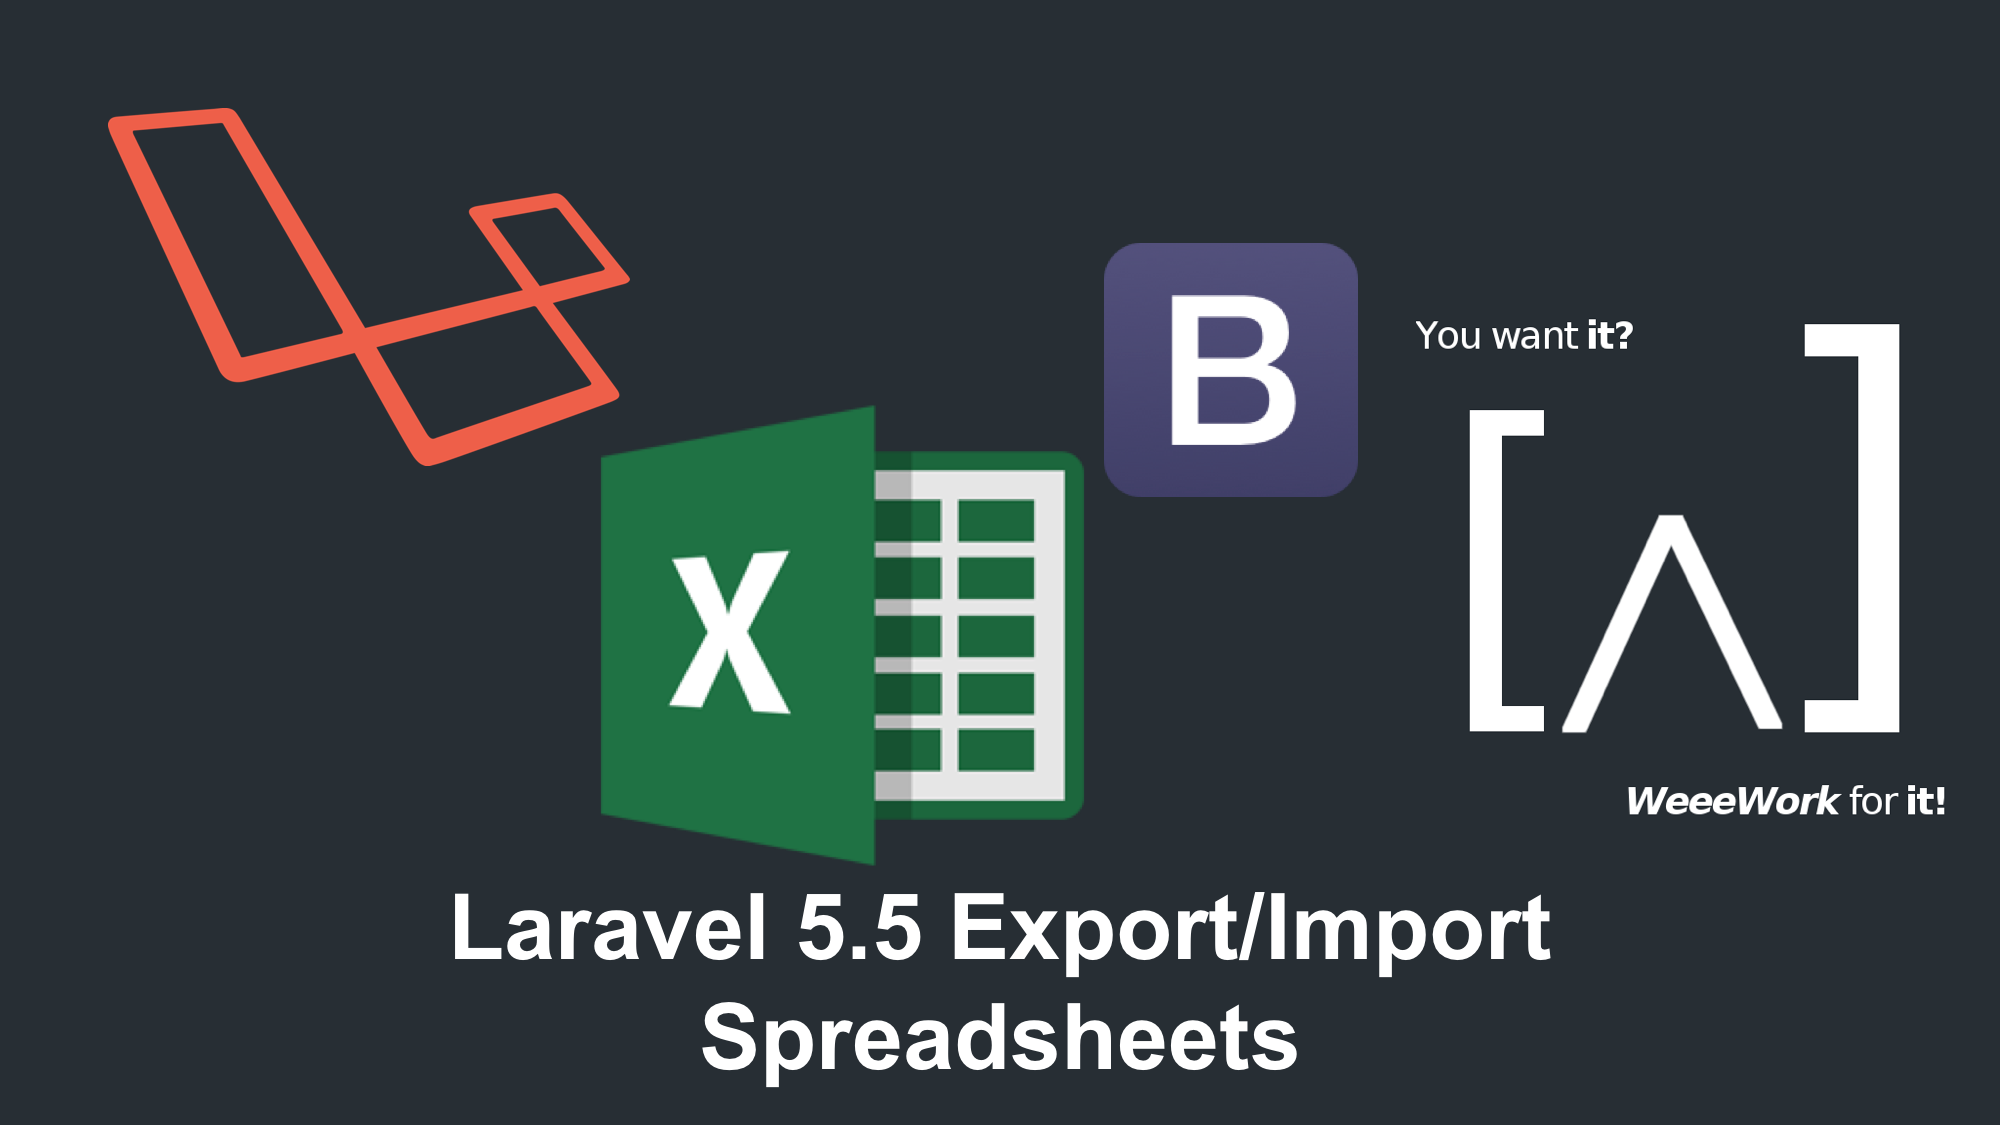 You want it?
B
[Λ]
X
WeeeWork for it!
Laravel 5.5 Export/Import
Spreadsheets